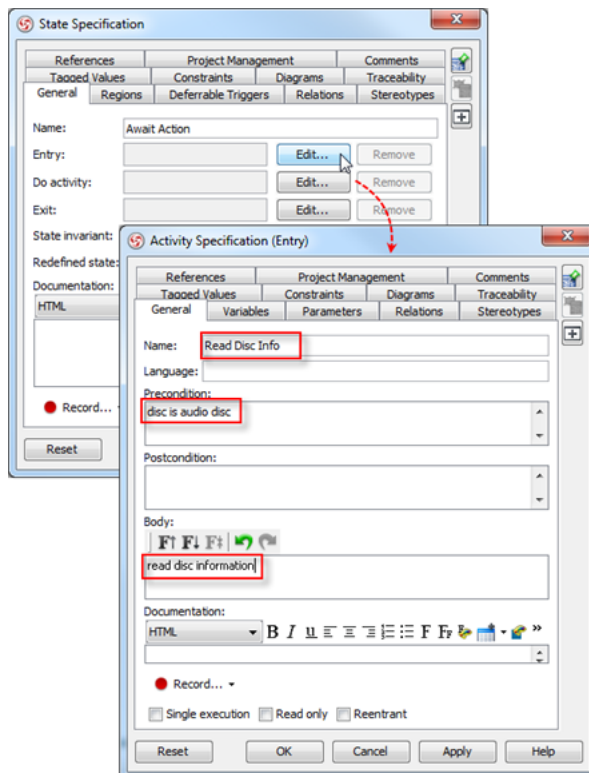 State Specification
References Project Management Comments
Tagged Values Constraints Diagrams Traceability
General Regions Deferrable Triggers Relations Stereotypes
Name: Await Action
Entry: Edit... Remove
Do activity: Edit... Remove
Exit: Edit... Remove
State invariant:
Redefined state:
Documentation:
HTML
Record...
Reset
Activity Specification (Entry)
References Project Management Comments
Tagged Values Constraints Diagrams Traceability
General Variables Parameters Relations Stereotypes
Name: Read Disc Info
Language:
Precondition:
disc is audio disc
Postcondition:
Body:
F F F
read disc information
Documentation:
HTML B I u F F
Record...
Single execution Read only Reentrant
Reset OK Cancel Apply Help